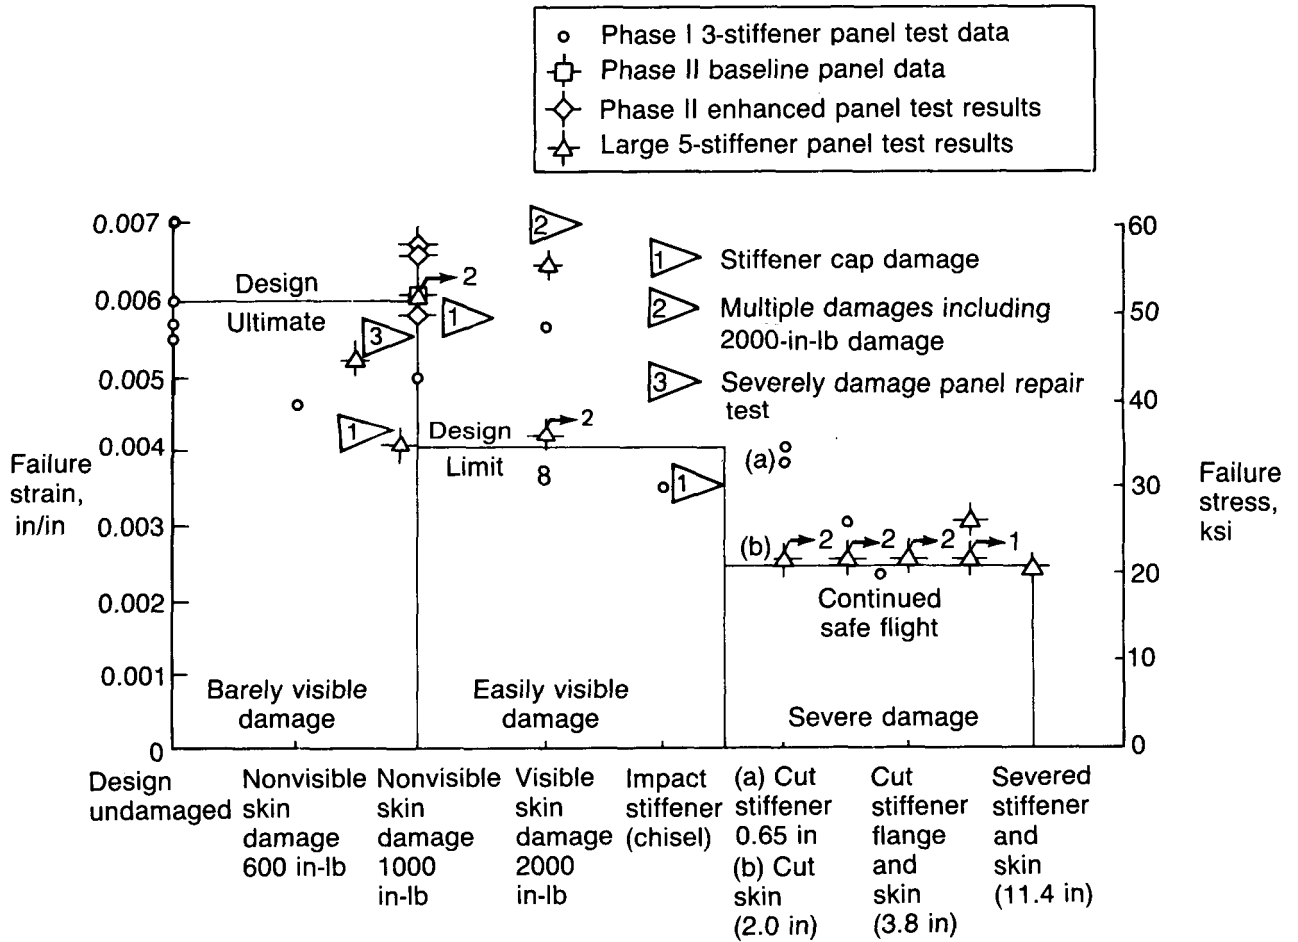 Phase I 3-stiffener panel test data
Phase II baseline panel data
Phase II enhanced panel test results
Large 5-stiffener panel test results
0.007
0.006
0.005
0.004
0.003
0.002
0.001
0
Failure
strain,
in/in
60
50
40
30
20
10
0
Failure
stress,
ksi
Design
Ultimate
2
1
3
1
2
2
Design
Limit
1
1 Stiffener cap damage
2 Multiple damages including
2000-in-lb damage
3 Severely damage panel repair
test
(a)
(b)
2
2
2
1
Continued
safe flight
Barely visible
damage
Easily visible
damage
Severe damage
Design
undamaged
Nonvisible
skin
damage
600 in-lb
Nonvisible
skin
damage
1000
in-lb
Visible
skin
damage
2000
in-lb
Impact
stiffener
(chisel)
(a) Cut
stiffener
0.65 in
(b) Cut
skin
(2.0 in)
Cut
stiffener
flange
and
skin
(3.8 in)
Severed
stiffener
and
skin
(11.4 in)